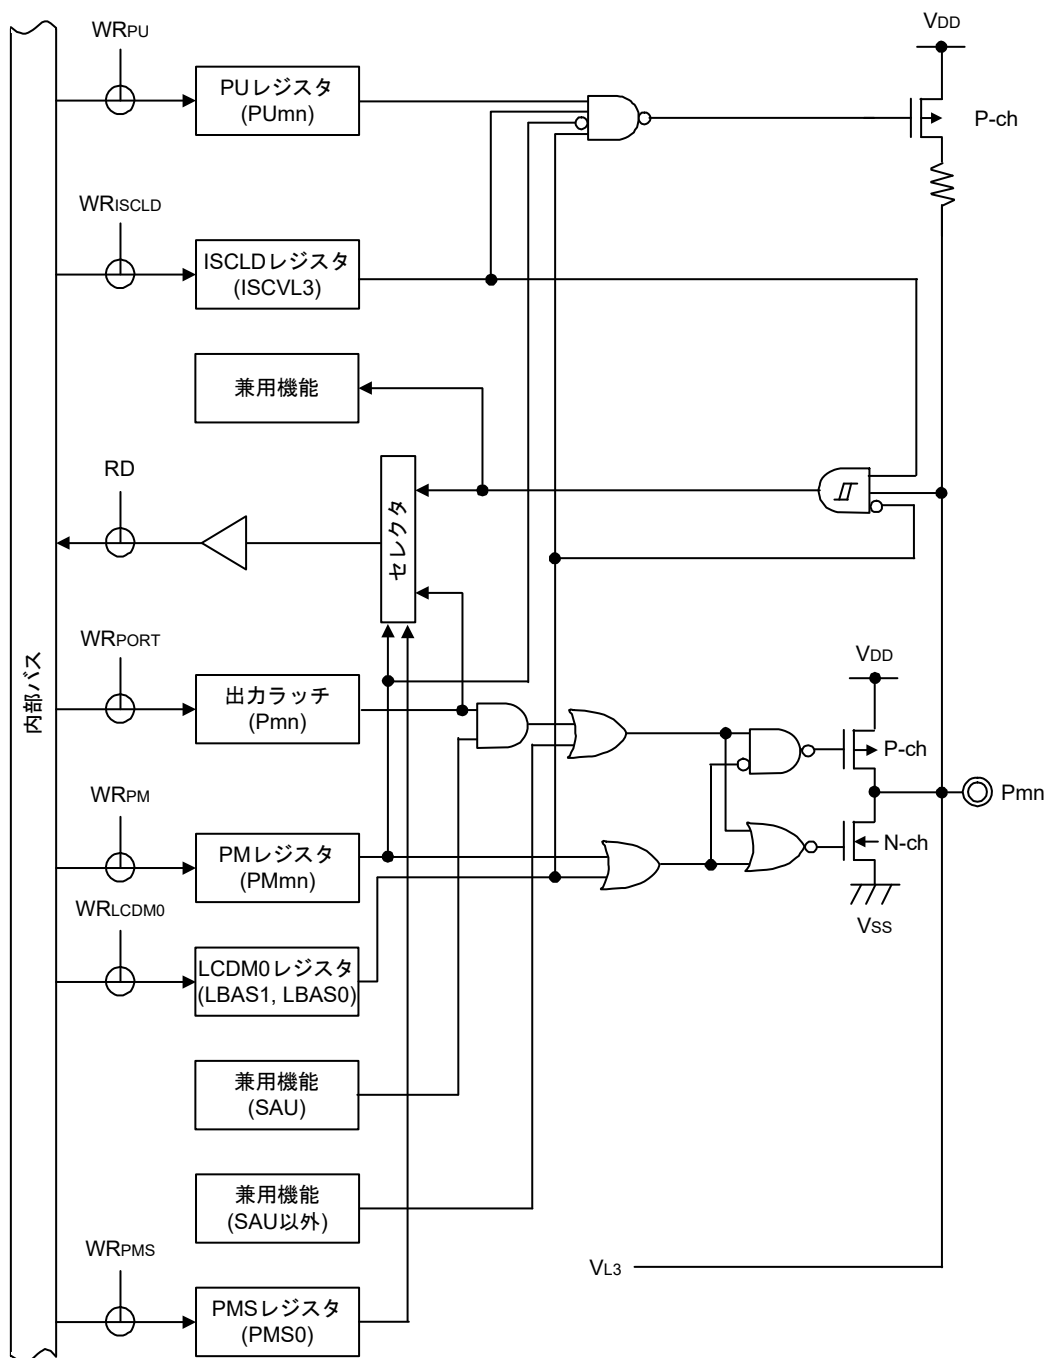 WRPU
VDD
PUレジスタ
(PUmn)
P-ch
WRISCLD
ISCLDレジスタ
(ISCVL3)
兼用機能
RD
セレクタ
WRPORT
内部バス
出力ラッチ
(Pmn)
VDD
P-ch
Pmn
WRPM
PMレジスタ
(PMmn)
N-ch
WRLCDM0
VSS
LCDM0レジスタ
(LBAS1, LBAS0)
兼用機能
(SAU)
兼用機能
(SAU以外)
WRPMS
VL3
PMSレジスタ
(PMS0)